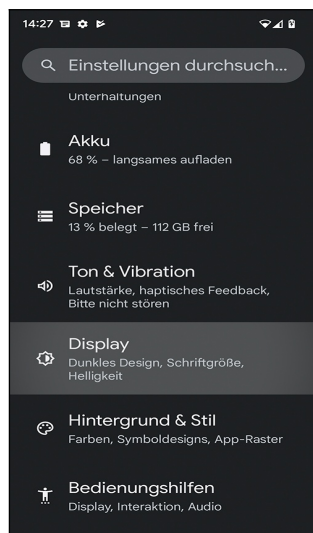 14:27
Einstellungen durchsuch...
Unterhaltungen
Akku
68 % – langsames aufladen
Speicher
13 % belegt – 112 GB frei
Ton & Vibration
Lautstärke, haptisches Feedback,
Bitte nicht stören
Display
Dunkles Design, Schriftgröße,
Helligkeit
Hintergrund & Stil
Farben, Symboldesigns, App-Raster
Bedienungshilfen
Display, Interaktion, Audio